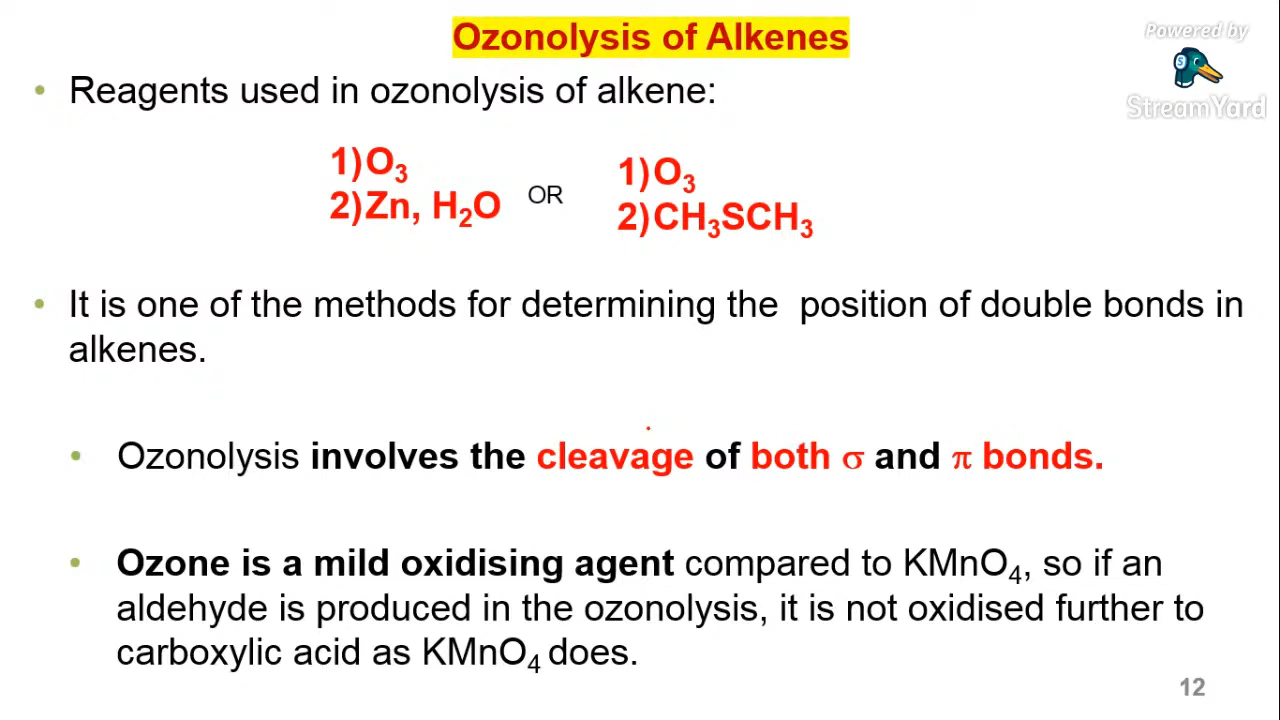 Ozonolysis of Alkenes
Powered by
S
StreamYard
• Reagents used in ozonolysis of alkene:
1)O₃
2)Zn, H₂O
OR
1)O₃
2)CH₃SCH₃
• It is one of the methods for determining the position of double bonds in
alkenes.
• Ozonolysis involves the cleavage of both σ and π bonds.
• Ozone is a mild oxidising agent compared to KMnO₄, so if an
aldehyde is produced in the ozonolysis, it is not oxidised further to
carboxylic acid as KMnO₄ does.
12